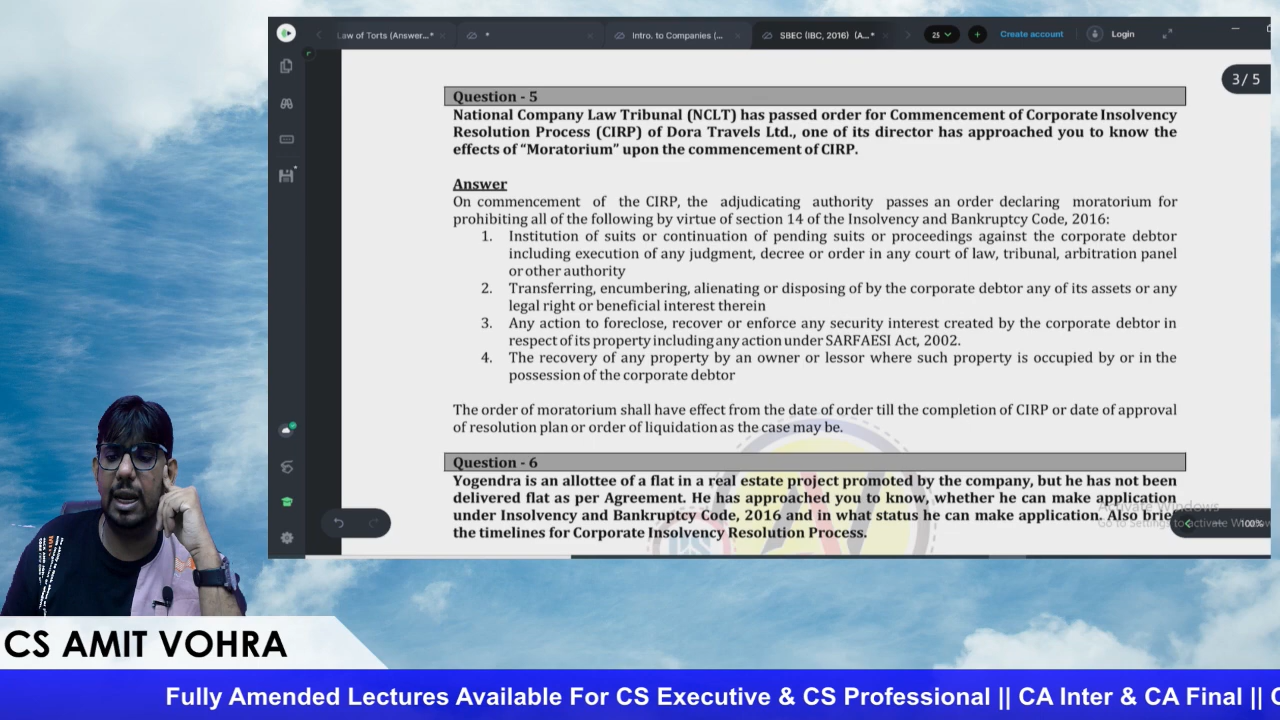 Law of Torts (Answer...*
*
Intro. to Companies (...
SBEC (IBC, 2016) (A...*
25
Create account
Login
3 / 5
Question - 5
National Company Law Tribunal (NCLT) has passed order for Commencement of Corporate Insolvency
Resolution Process (CIRP) of Dora Travels Ltd., one of its director has approached you to know the
effects of “Moratorium” upon the commencement of CIRP.
Answer
On commencement of the CIRP, the adjudicating authority passes an order declaring moratorium for
prohibiting all of the following by virtue of section 14 of the Insolvency and Bankruptcy Code, 2016:
1. Institution of suits or continuation of pending suits or proceedings against the corporate debtor
including execution of any judgment, decree or order in any court of law, tribunal, arbitration panel
or other authority
2. Transferring, encumbering, alienating or disposing of by the corporate debtor any of its assets or any
legal right or beneficial interest therein
3. Any action to foreclose, recover or enforce any security interest created by the corporate debtor in
respect of its property including any action under SARFAESI Act, 2002.
4. The recovery of any property by an owner or lessor where such property is occupied by or in the
possession of the corporate debtor
The order of moratorium shall have effect from the date of order till the completion of CIRP or date of approval
of resolution plan or order of liquidation as the case may be.
Question - 6
Yogendra is an allottee of a flat in a real estate project promoted by the company, but he has not been
delivered flat as per Agreement. He has approached you to know, whether he can make application
under Insolvency and Bankruptcy Code, 2016 and in what status he can make application. Also brief
the timelines for Corporate Insolvency Resolution Process.
Activate Windows
Go to Settings to activate Windows
100%
CS AMIT VOHRA
Fully Amended Lectures Available For CS Executive & CS Professional || CA Inter & CA Final || C